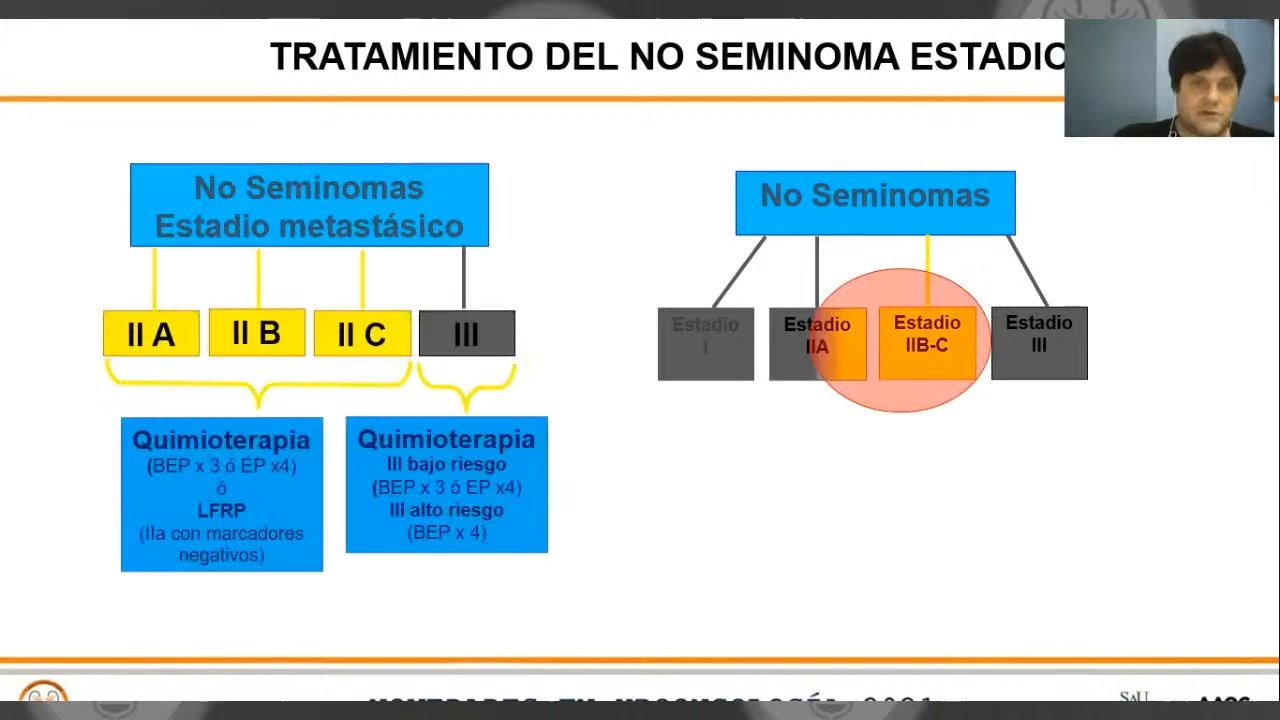 TRATAMIENTO DEL NO SEMINOMA ESTADIO
No Seminomas
Estadio metastásico
II A
II B
II C
III
Quimioterapia
(BEP x 3 ó EP x4)
ó
LFRP
(IIa con marcadores
negativos)
Quimioterapia
III bajo riesgo
(BEP x 3 ó EP x4)
III alto riesgo
(BEP x 4)
No Seminomas
Estadio
I
Estadio
IIA
Estadio
IIB-C
Estadio
III
SAU